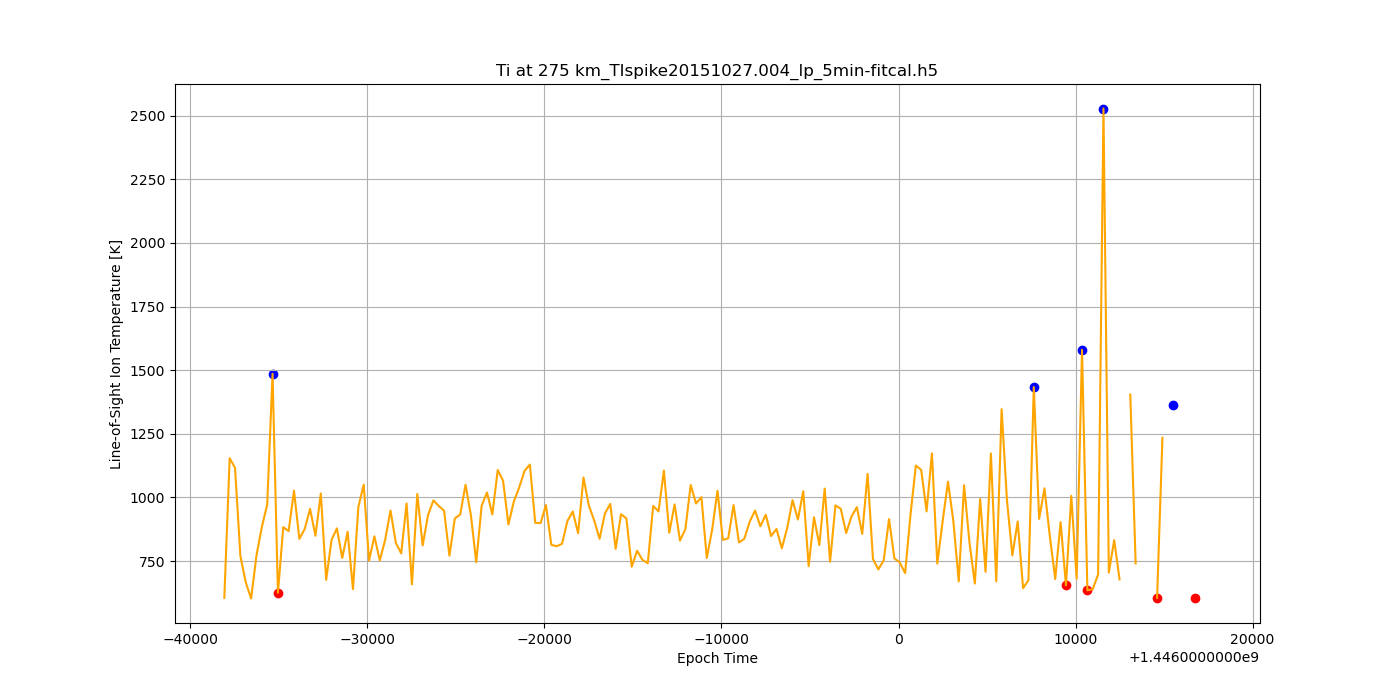 Ti at 275 km_TIspike20151027.004_lp_5min-fitcal.h5
Line-of-Sight Ion Temperature [K]
2500
2250
2000
1750
1500
1250
1000
750
−40000 −30000 −20000 −10000 0 10000 20000
Epoch Time
+1.4460000000e9